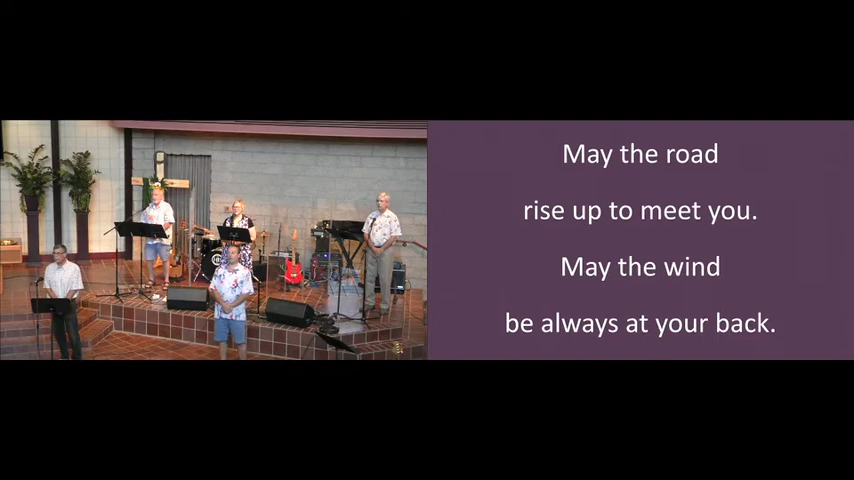 May the road
rise up to meet you.
May the wind
be always at your back.